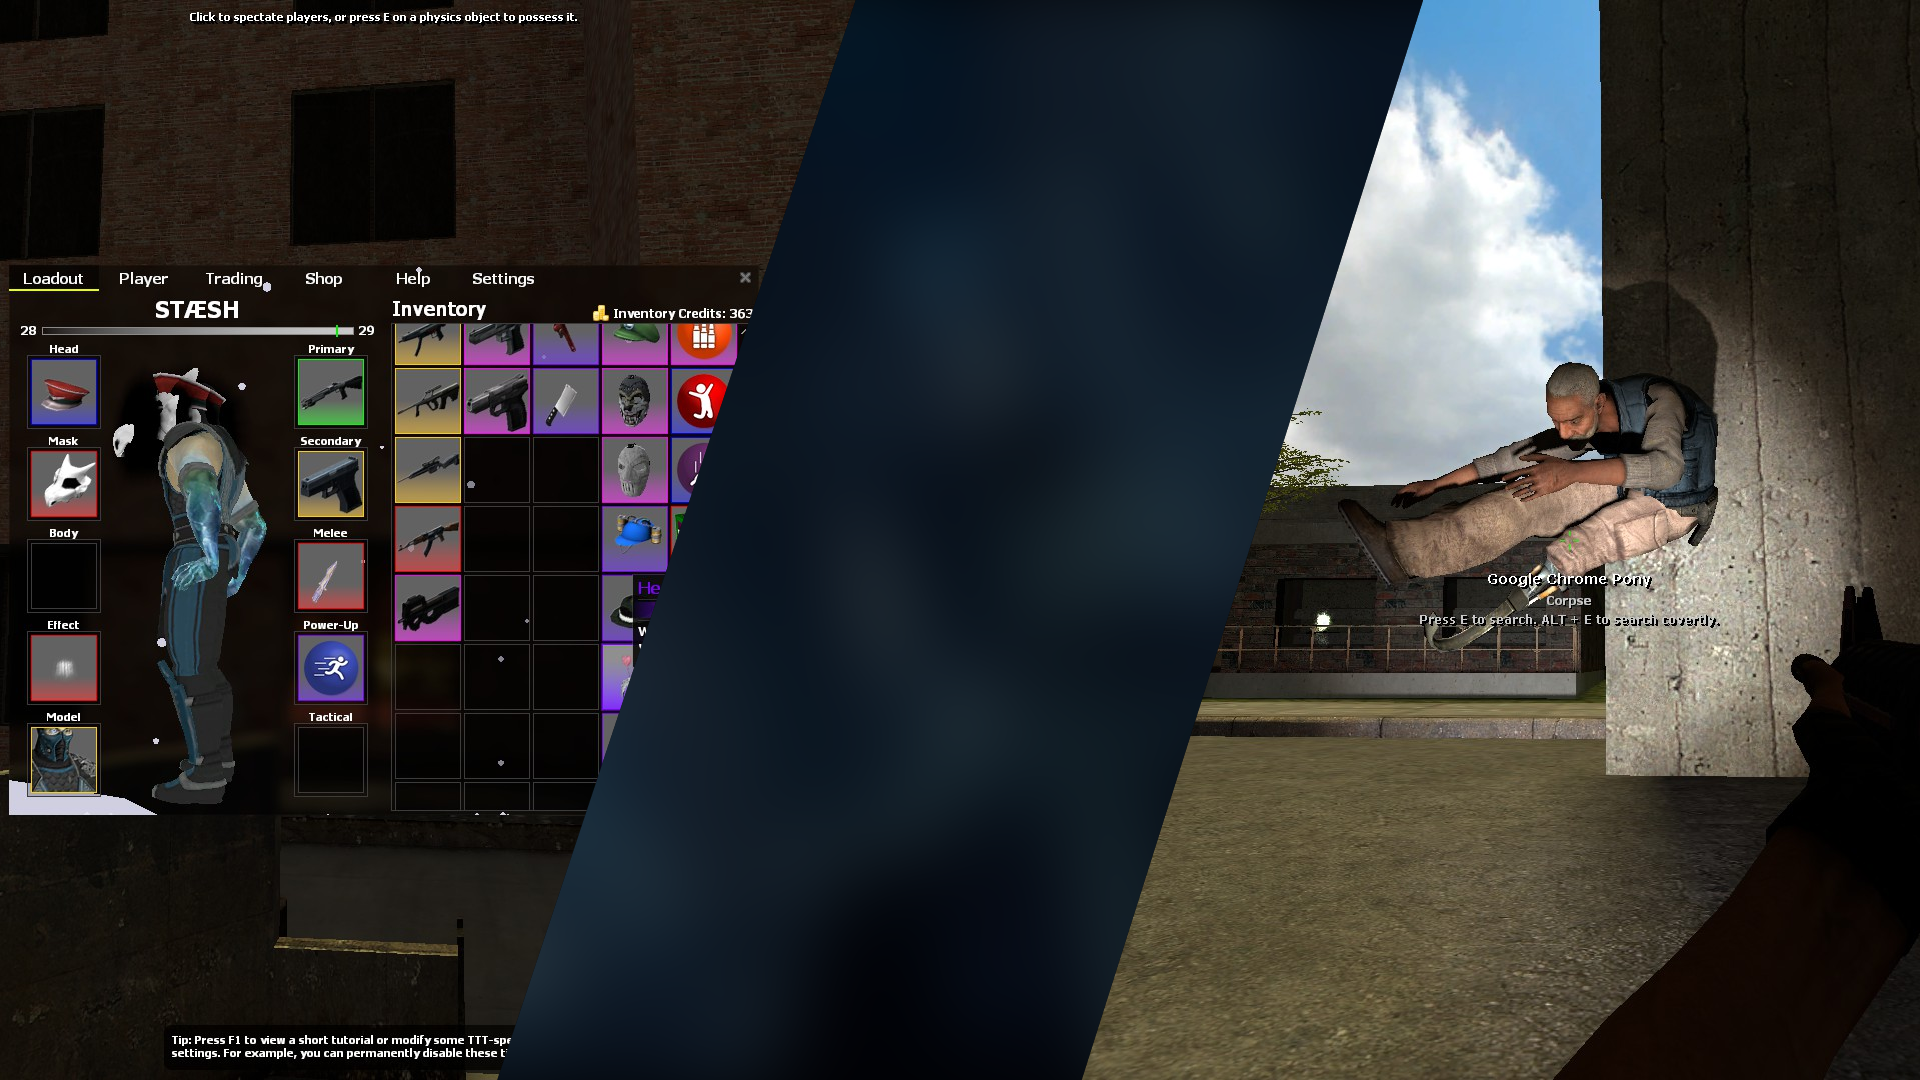 Click to spectate players, or press E on a physics object to possess it.
Loadout
Player
Trading
Shop
Help
Settings
STÆSH
28
29
Inventory
Inventory Credits: 363
Head
Mask
Body
Effect
Model
Primary
Secondary
Melee
Power-Up
Tactical
He
Tip: Press F1 to view a short tutorial or modify some TTT-spe
settings. For example, you can permanently disable these t
Google Chrome Pony
Corpse
Press E to search. ALT + E to search covertly.